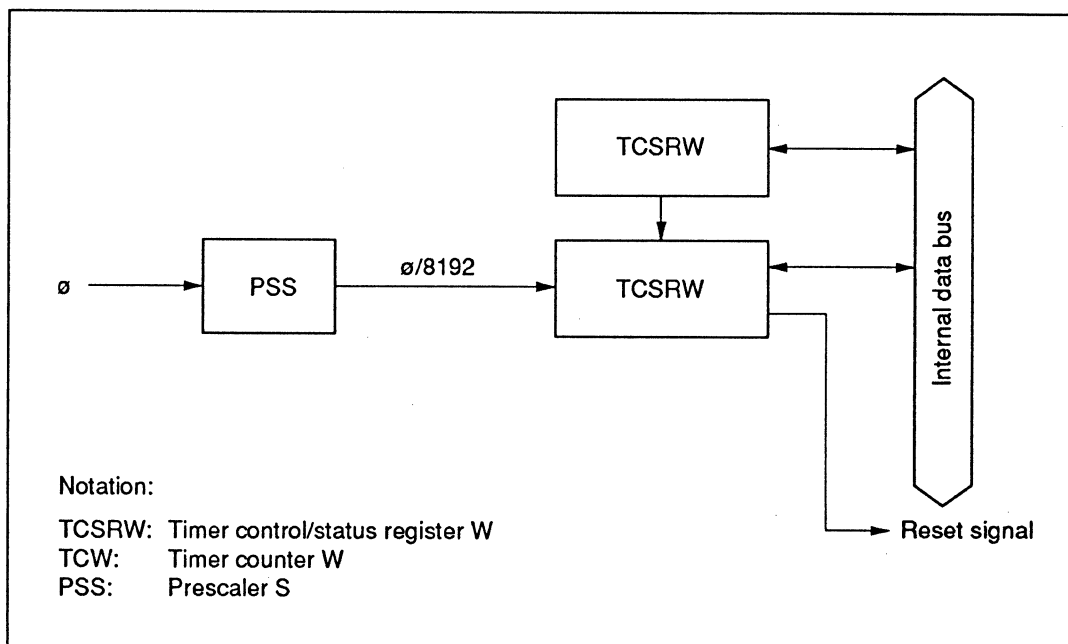 TCSRW
ø
PSS
ø/8192
TCSRW
Internal data bus
Reset signal
Notation:
TCSRW: Timer control/status register W
TCW: Timer counter W
PSS: Prescaler S